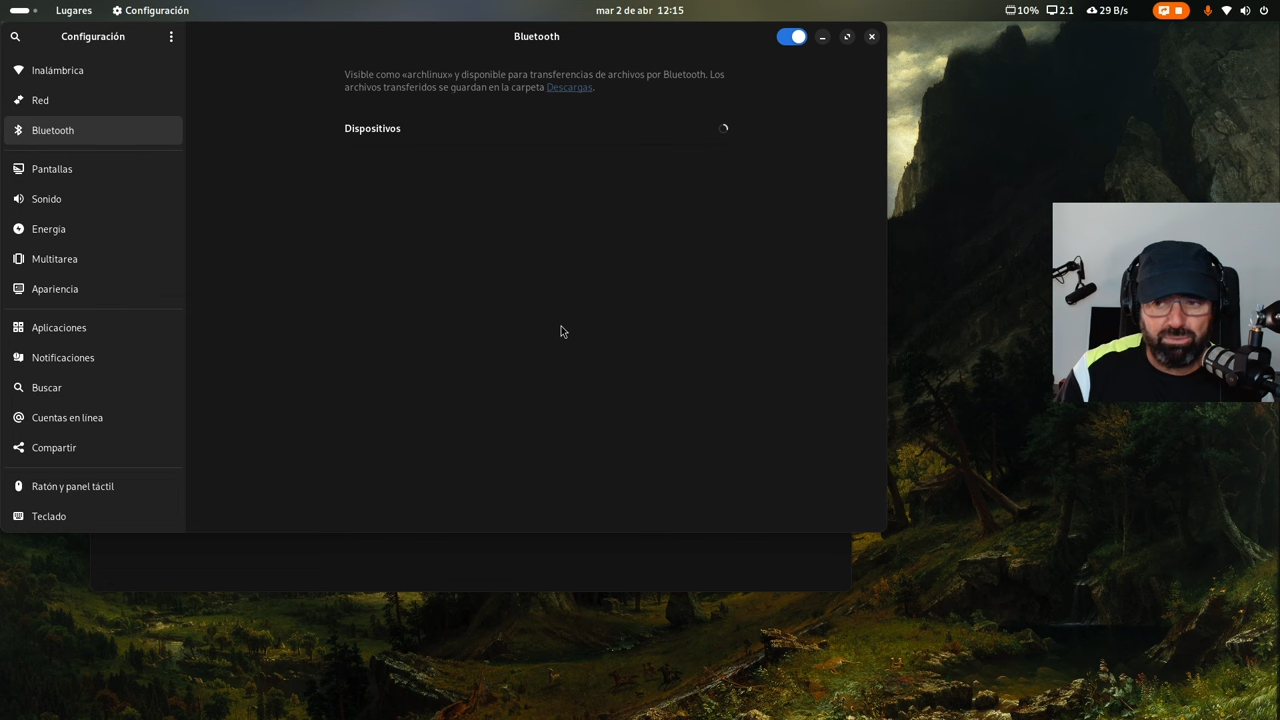 Lugares
Configuración
mar 2 de abr 12:15
10%
2.1
29 B/s
Configuración
Bluetooth
Inalámbrica
Red
Bluetooth
Pantallas
Sonido
Energía
Multitarea
Apariencia
Aplicaciones
Notificaciones
Buscar
Cuentas en línea
Compartir
Ratón y panel táctil
Teclado
Visible como «archlinux» y disponible para transferencias de archivos por Bluetooth. Los
archivos transferidos se guardan en la carpeta Descargas.
Dispositivos